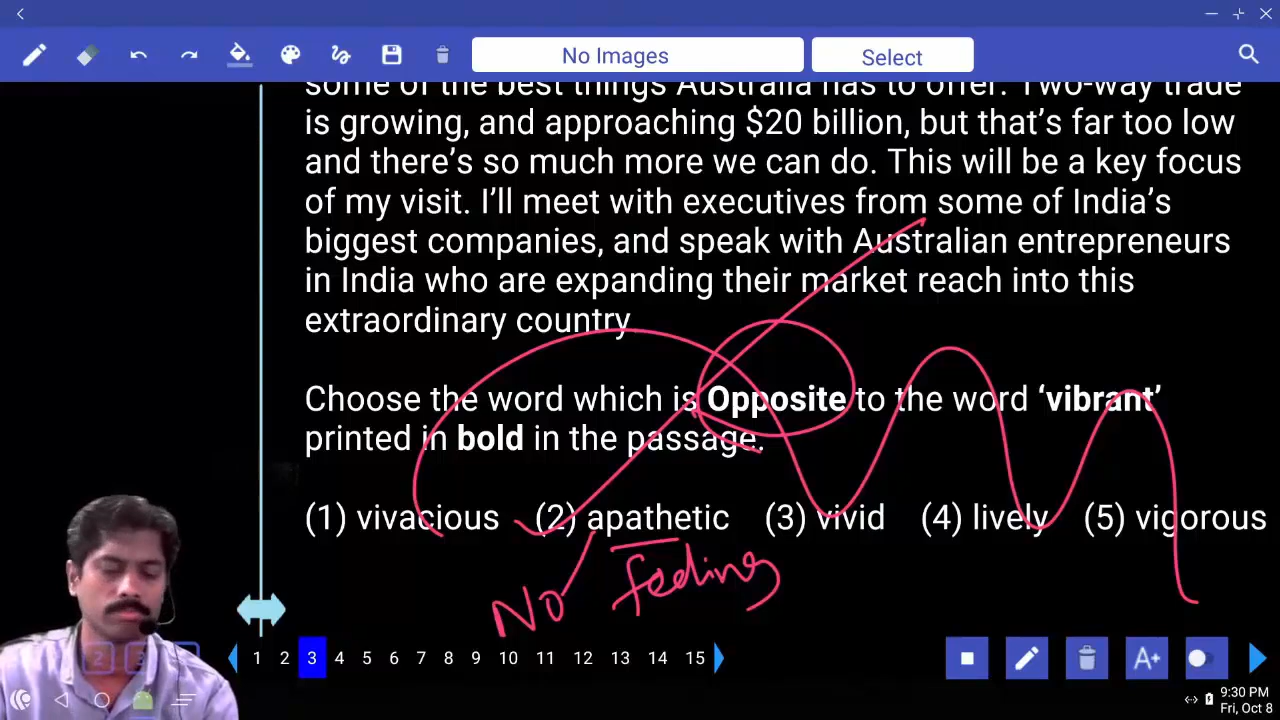 No Images
Select
some of the best things Australia has to offer. Two-way trade
is growing, and approaching $20 billion, but that’s far too low
and there’s so much more we can do. This will be a key focus
of my visit. I’ll meet with executives from some of India’s
biggest companies, and speak with Australian entrepreneurs
in India who are expanding their market reach into this
extraordinary country.
Choose the word which is Opposite to the word ‘vibrant’
printed in bold in the passage.
(1) vivacious (2) apathetic (3) vivid (4) lively (5) vigorous
No feeling
1 2 3 4 5 6 7 8 9 10 11 12 13 14 15
A+
9:30 PM
Fri, Oct 8